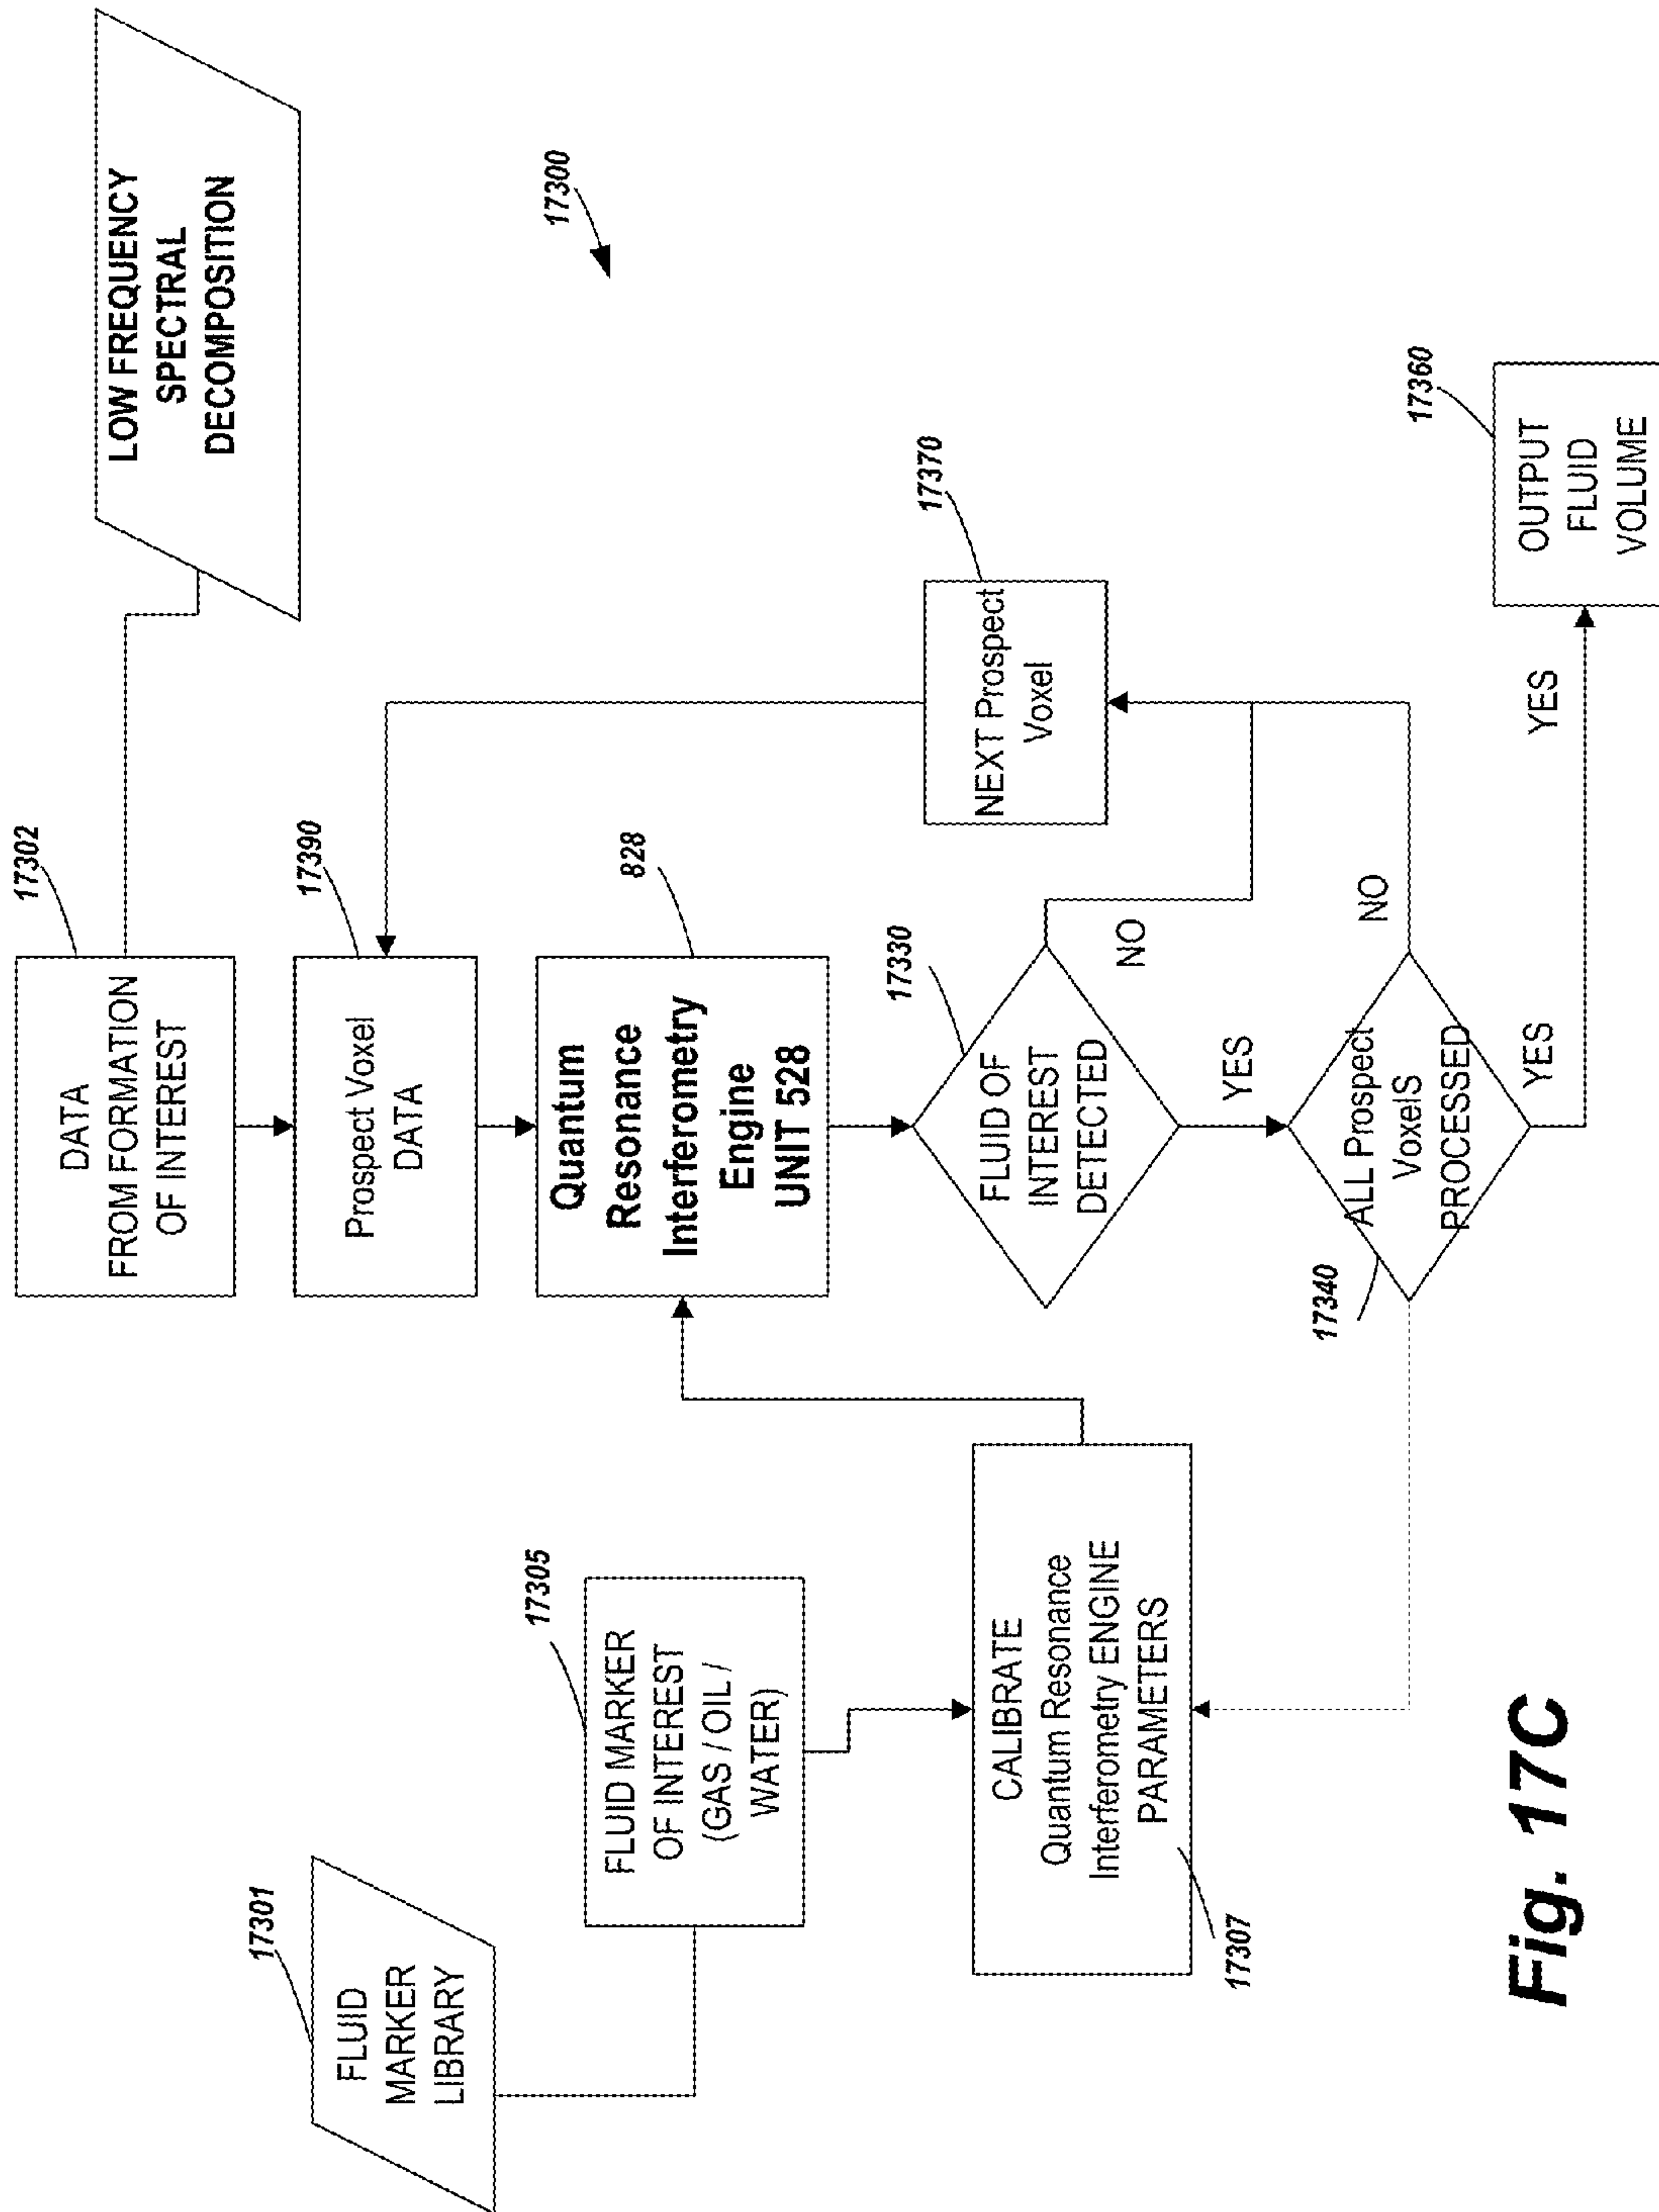 17302
DATA
FROM FORMATION
OF INTEREST
LOW FREQUENCY
SPECTRAL
DECOMPOSITION
17390
Prospect Voxel
DATA
17301
FLUID
MARKER
LIBRARY
17300
828
Quantum
Resonance
Interferometry
Engine
UNIT 528
17305
FLUID MARKER
OF INTEREST
(GAS / OIL /
WATER)
17370
NEXT Prospect
Voxel
17330
FLUID OF
INTEREST
DETECTED
NO
YES
CALIBRATE
Quantum Resonance
Interferometry ENGINE
PARAMETERS
17307
17340
ALL Prospect
VoxelS
PROCESSED
NO
YES
YES
17360
OUTPUT
FLUID
VOLUME
Fig. 17C